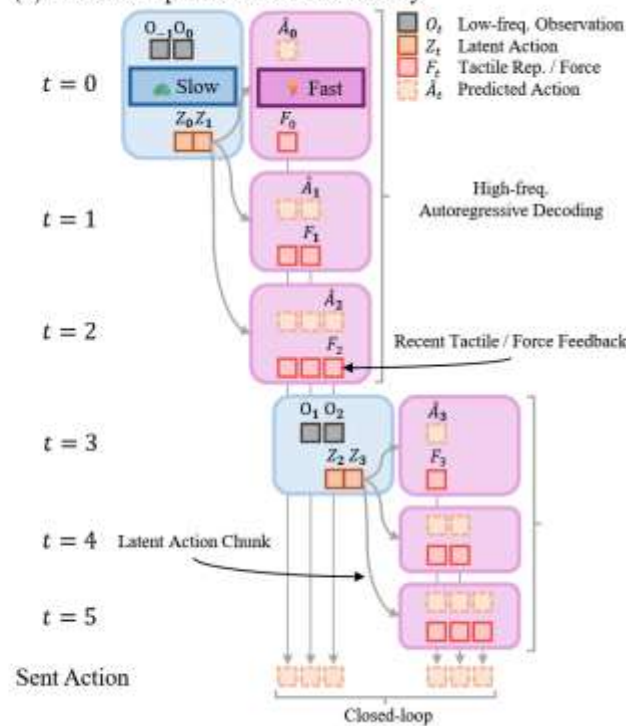 O₋₁O₀
Â₀
Oₜ Low-freq. Observation
Zₜ Latent Action
Fₜ Tactile Rep. / Force
Âₜ Predicted Action
t = 0
Slow
Fast
Z₀ Z₁
F₀
High-freq.
Autoregressive Decoding
t = 1
Â₁
F₁
t = 2
Â₂
F₂
Recent Tactile / Force Feedback
t = 3
O₁ O₂
Â₃
Z₂ Z₃
F₃
t = 4
Latent Action Chunk
t = 5
Sent Action
Closed-loop